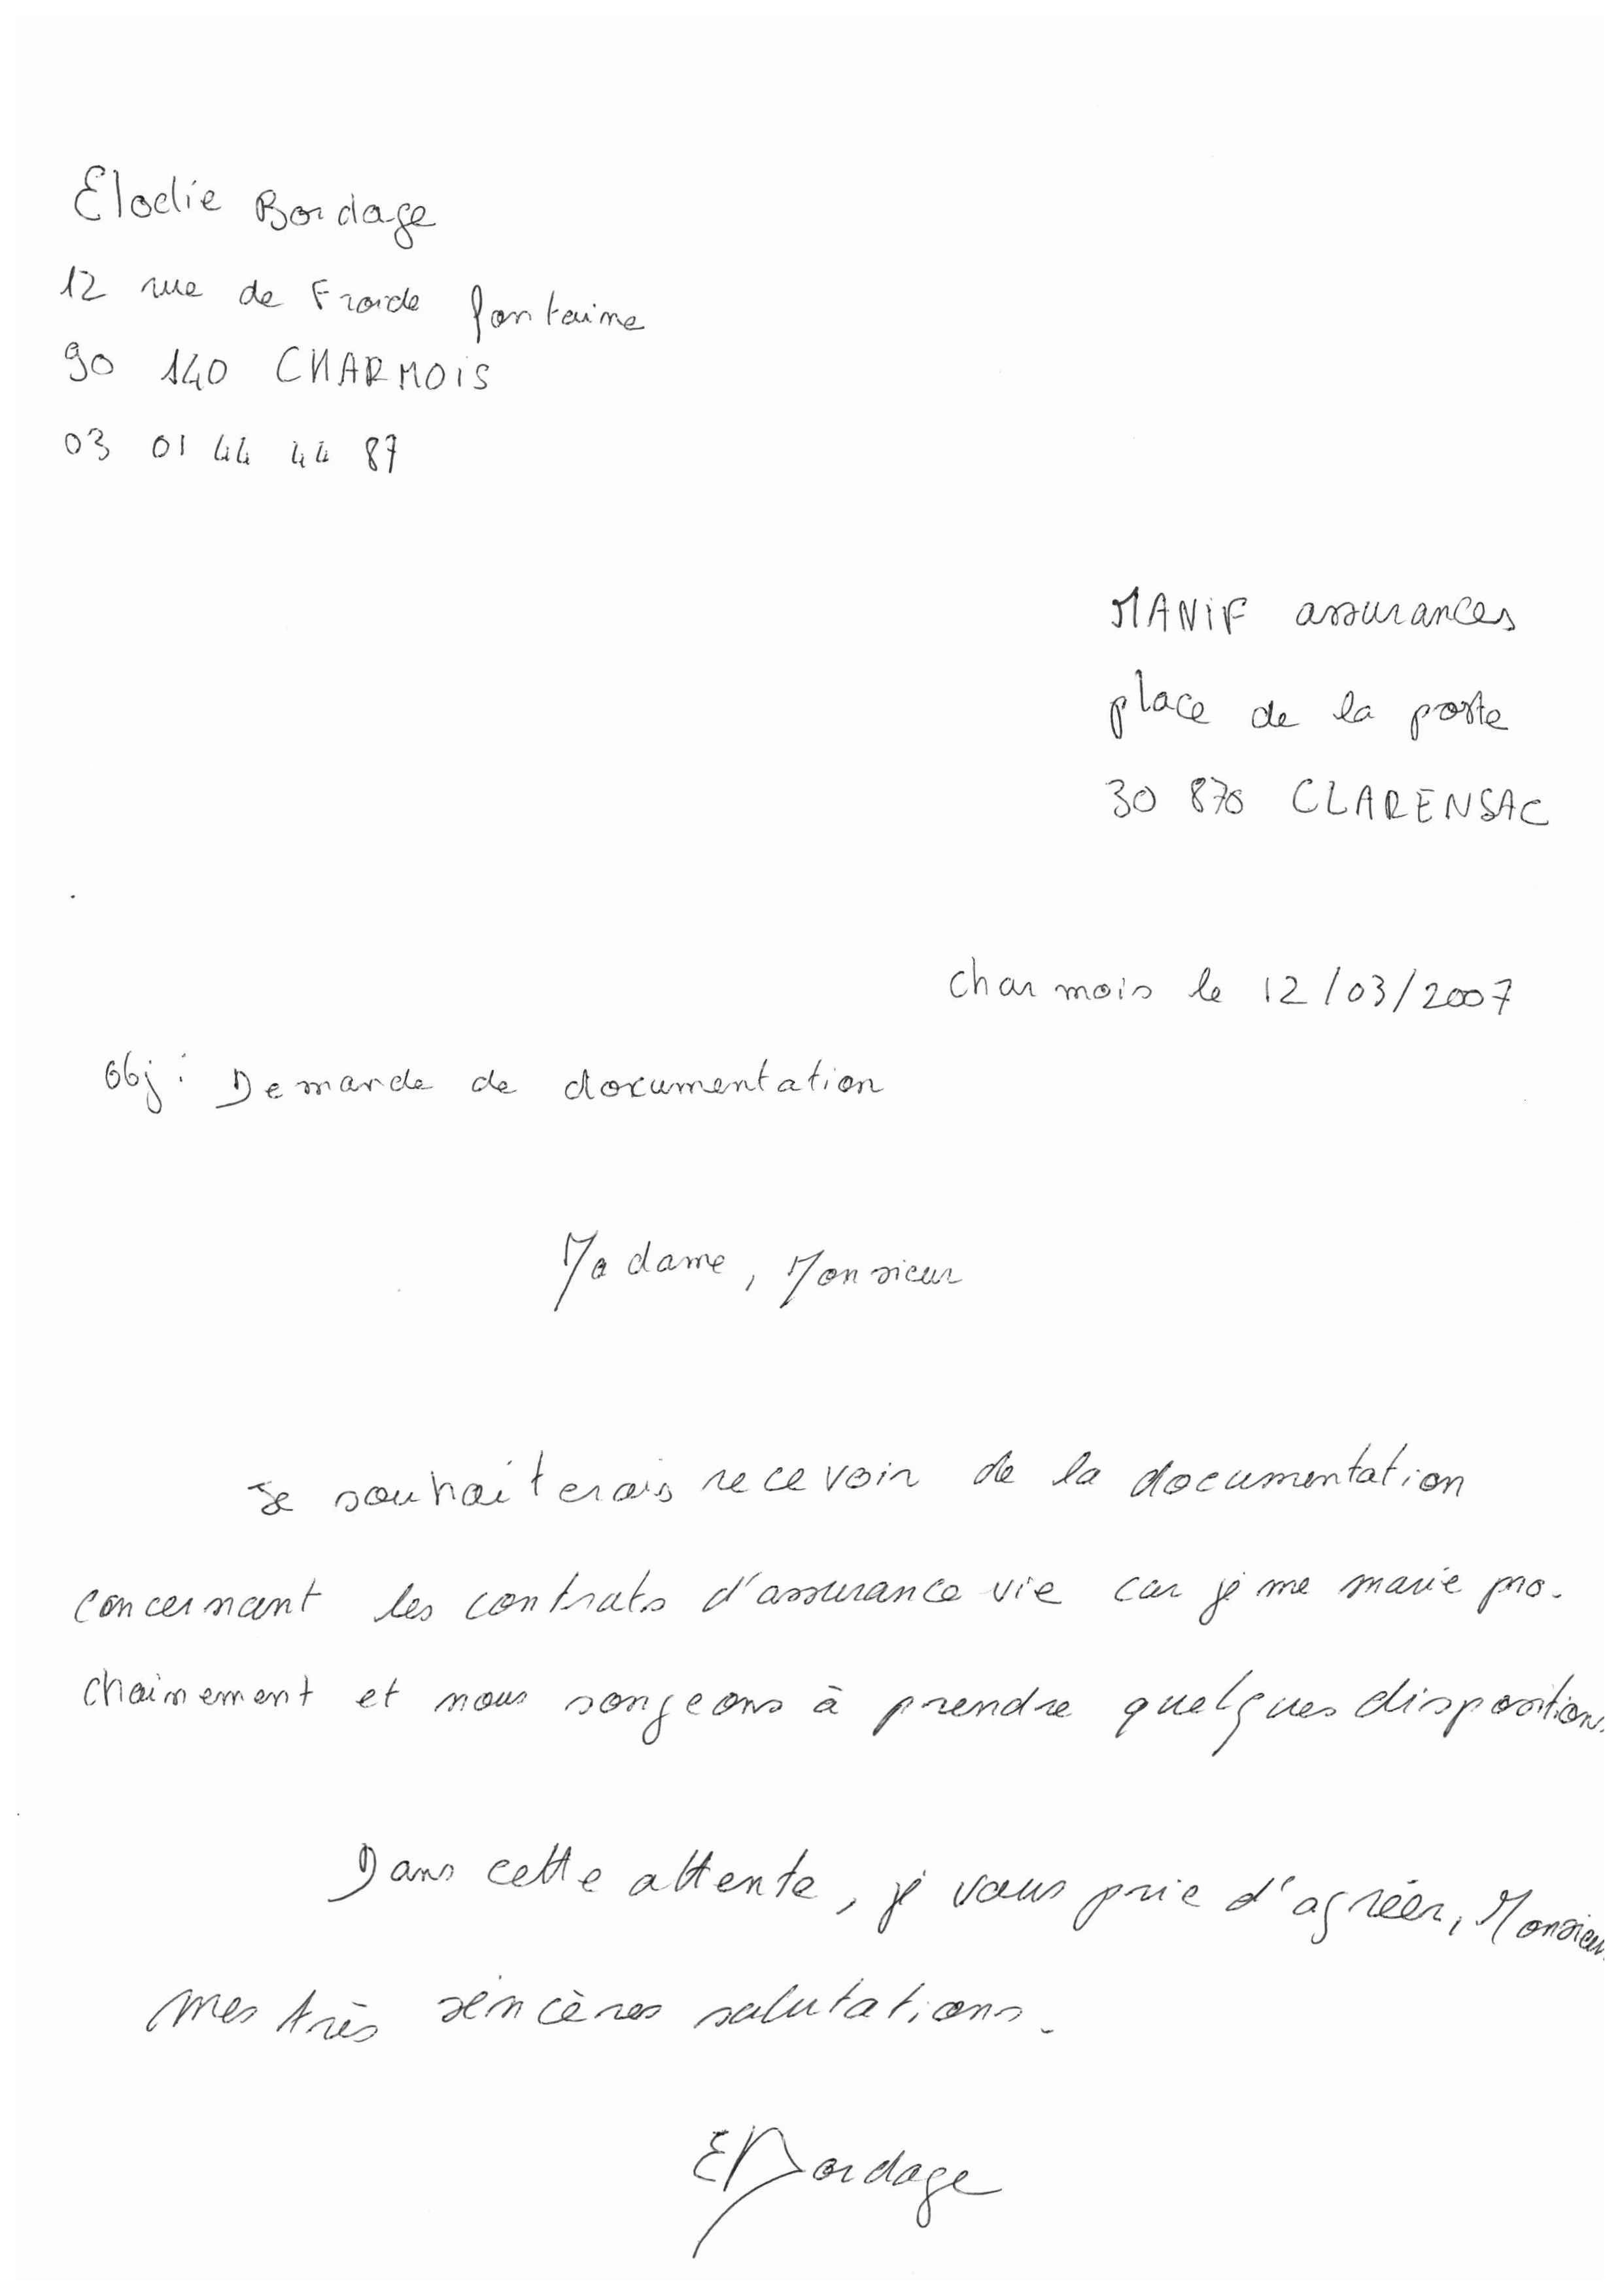 Elodie Bordage
12 rue de Froide fontaine
90 140 CHARMOIS
03 01 44 44 87
MANIF assurances
place de la poste
30 870 CLARENSAC
Charmois le 12/03/2007
Obj : Demande de documentation
Madame, Monsieur
Je souhaiterais recevoir de la documentation
concernant les contrats d'assurance vie car je me marie pro-
chainement et nous songeons à prendre quelques dispositions.
Dans cette attente, je vous prie d'agréer, Monsieur
mes très sincères salutations.
EBordage